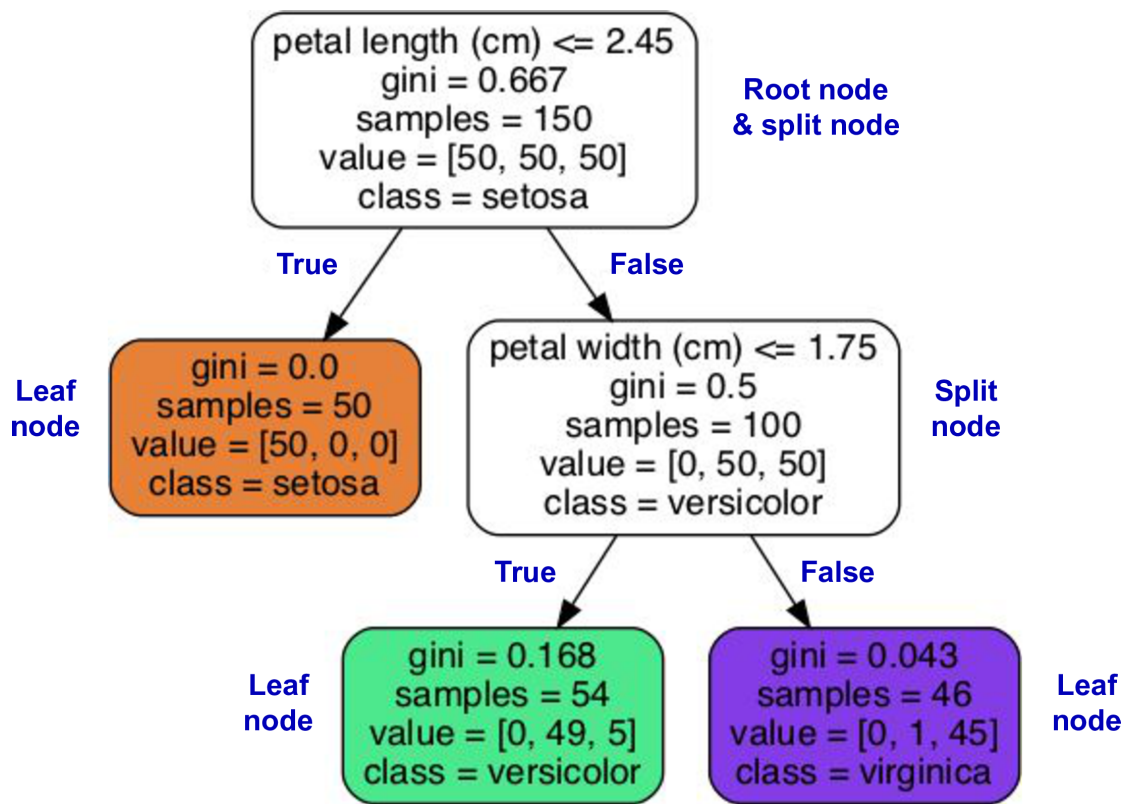 petal length (cm) <= 2.45
gini = 0.667
samples = 150
value = [50, 50, 50]
class = setosa
Root node
& split node
True
False
Leaf
node
gini = 0.0
samples = 50
value = [50, 0, 0]
class = setosa
petal width (cm) <= 1.75
gini = 0.5
samples = 100
value = [0, 50, 50]
class = versicolor
Split
node
True
False
Leaf
node
gini = 0.168
samples = 54
value = [0, 49, 5]
class = versicolor
gini = 0.043
samples = 46
value = [0, 1, 45]
class = virginica
Leaf
node